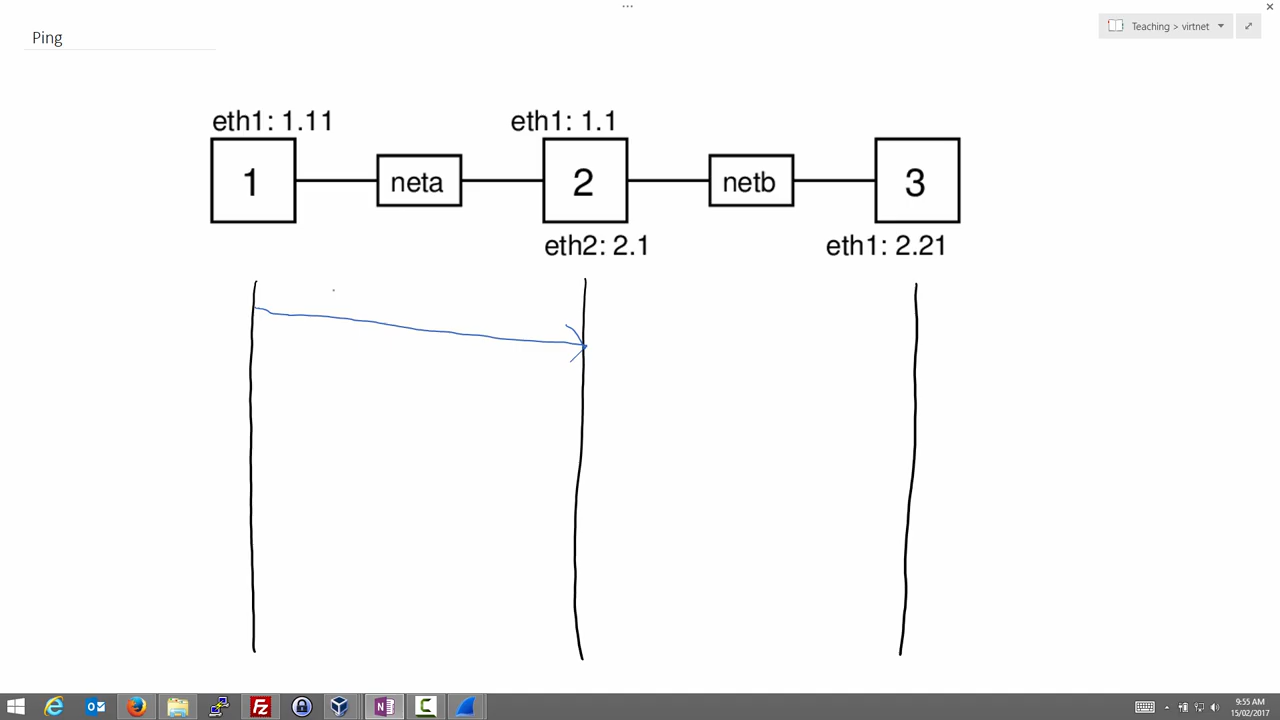 Ping
Teaching > virtnet
eth1: 1.11
eth1: 1.1
1
neta
2
netb
3
eth2: 2.1
eth1: 2.21
9:55 AM
15/02/2017